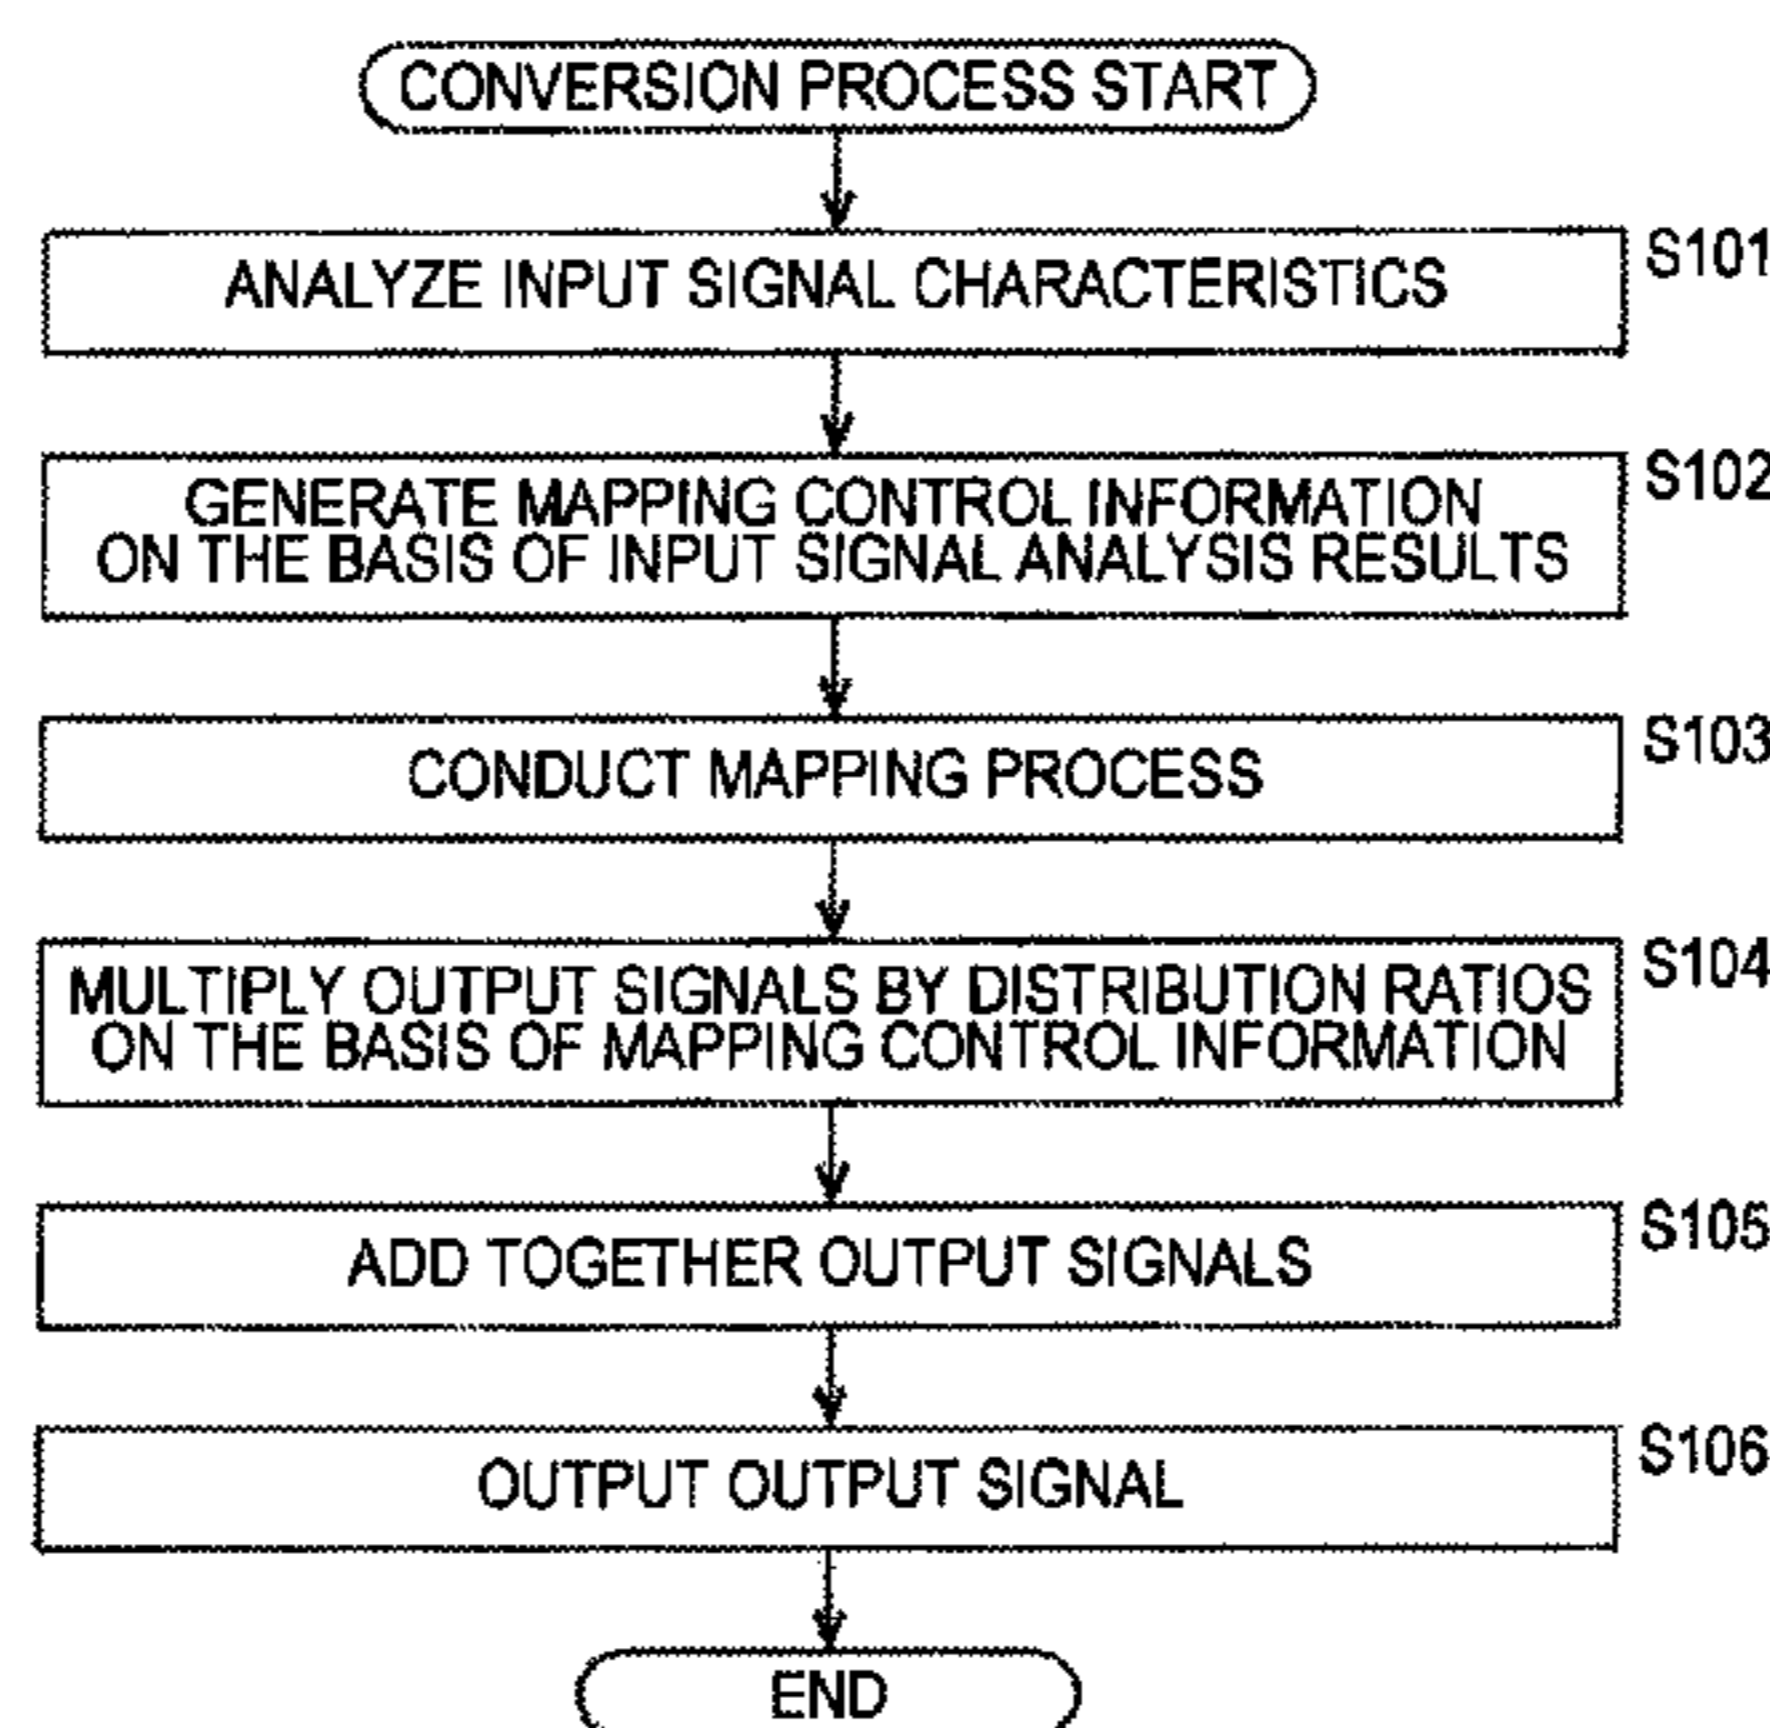 CONVERSION PROCESS START
ANALYZE INPUT SIGNAL CHARACTERISTICS
S101
GENERATE MAPPING CONTROL INFORMATION
ON THE BASIS OF INPUT SIGNAL ANALYSIS RESULTS
S102
CONDUCT MAPPING PROCESS
S103
MULTIPLY OUTPUT SIGNALS BY DISTRIBUTION RATIOS
ON THE BASIS OF MAPPING CONTROL INFORMATION
S104
ADD TOGETHER OUTPUT SIGNALS
S105
OUTPUT OUTPUT SIGNAL
S106
END